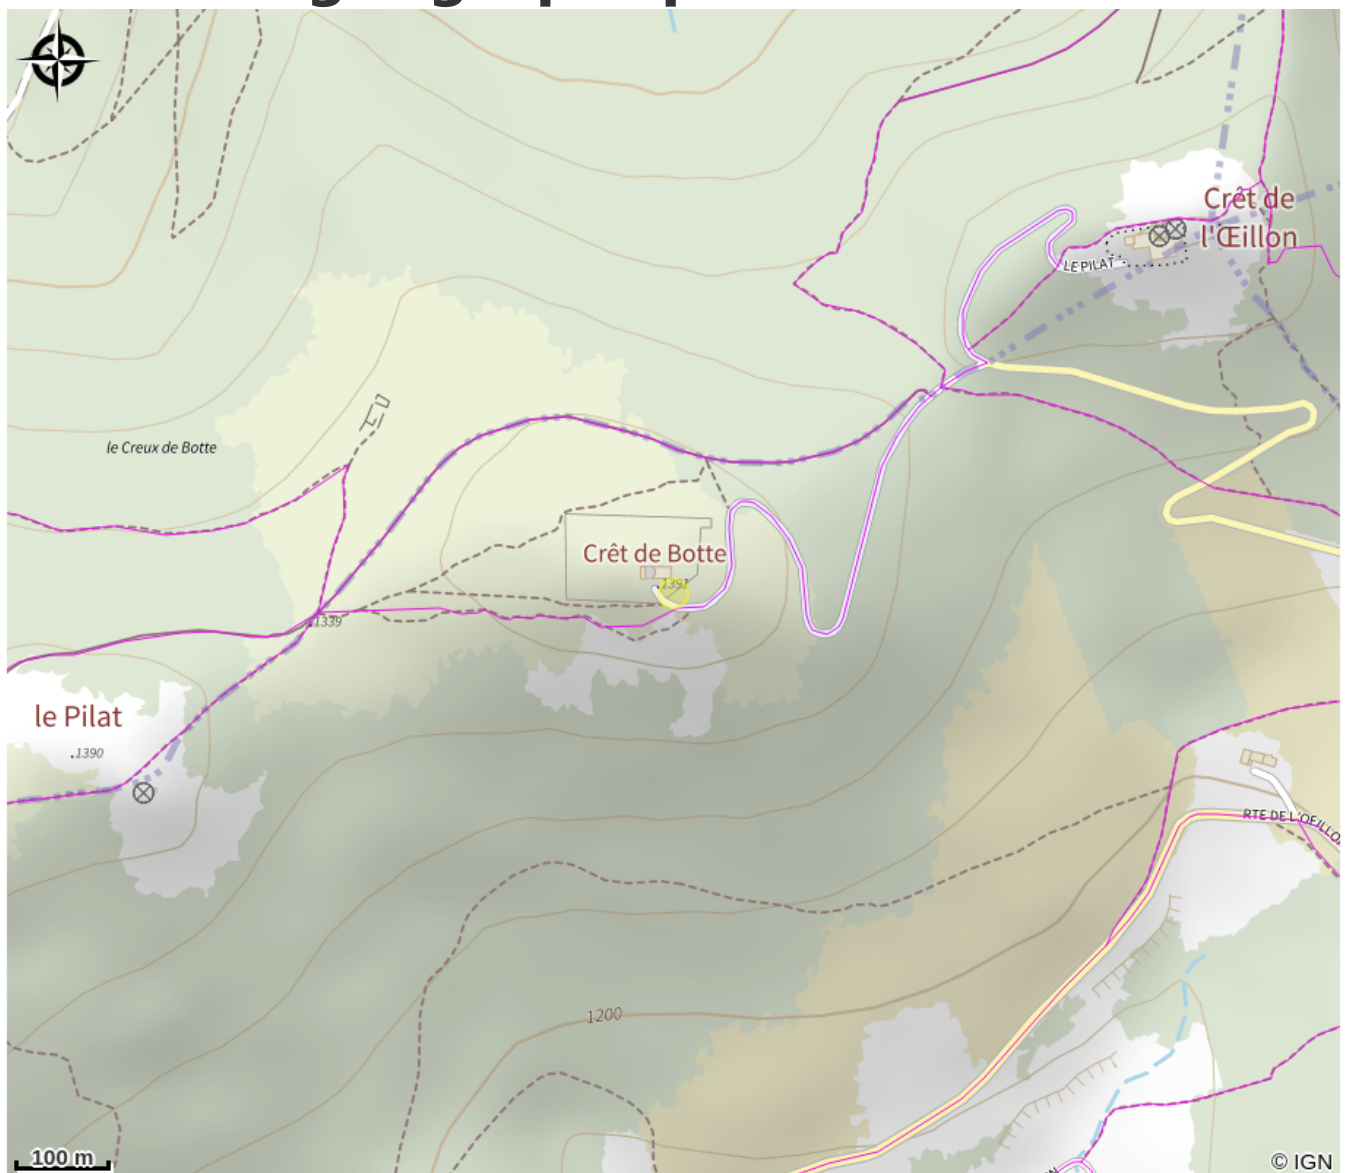 Crêt de
l'Œillon
LE PILAT
le Creux de Botte
Crêt de Botte
.1391
.1339
le Pilat
.1390
RTE DE L'OEILLO
1200
100 m
© IGN